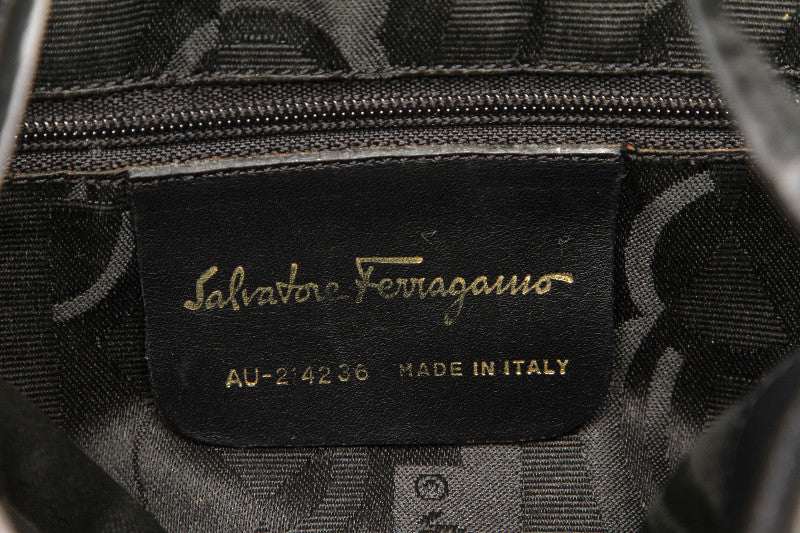 Salvatore Ferragamo
AU-2'4236 MADE IN ITALY